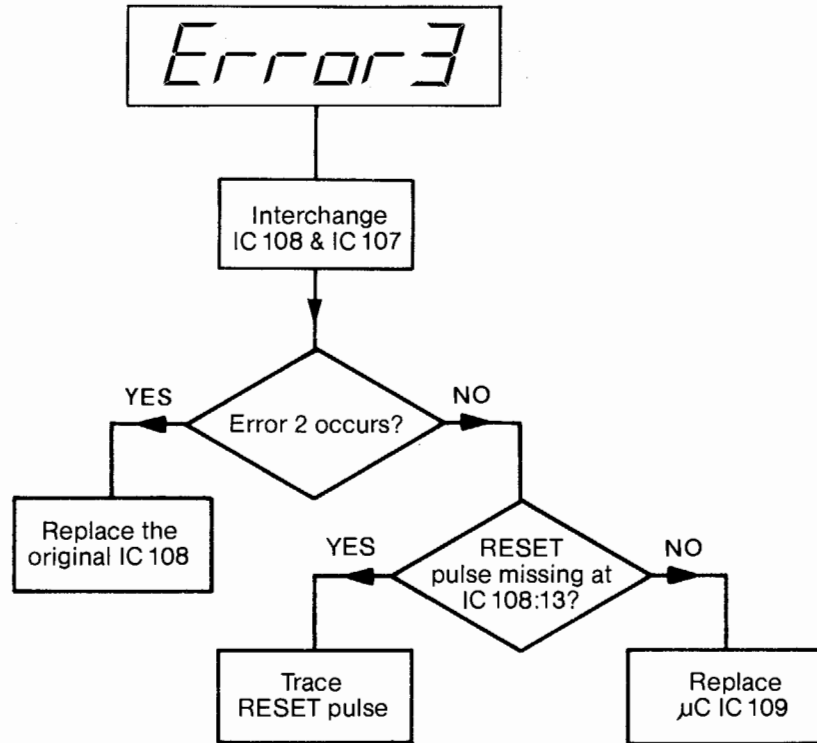 Error3
Interchange
IC 108 & IC 107
YES
NO
Error 2 occurs?
Replace the
original IC 108
YES
NO
RESET
pulse missing at
IC 108:13?
Trace
RESET pulse
Replace
µC IC 109